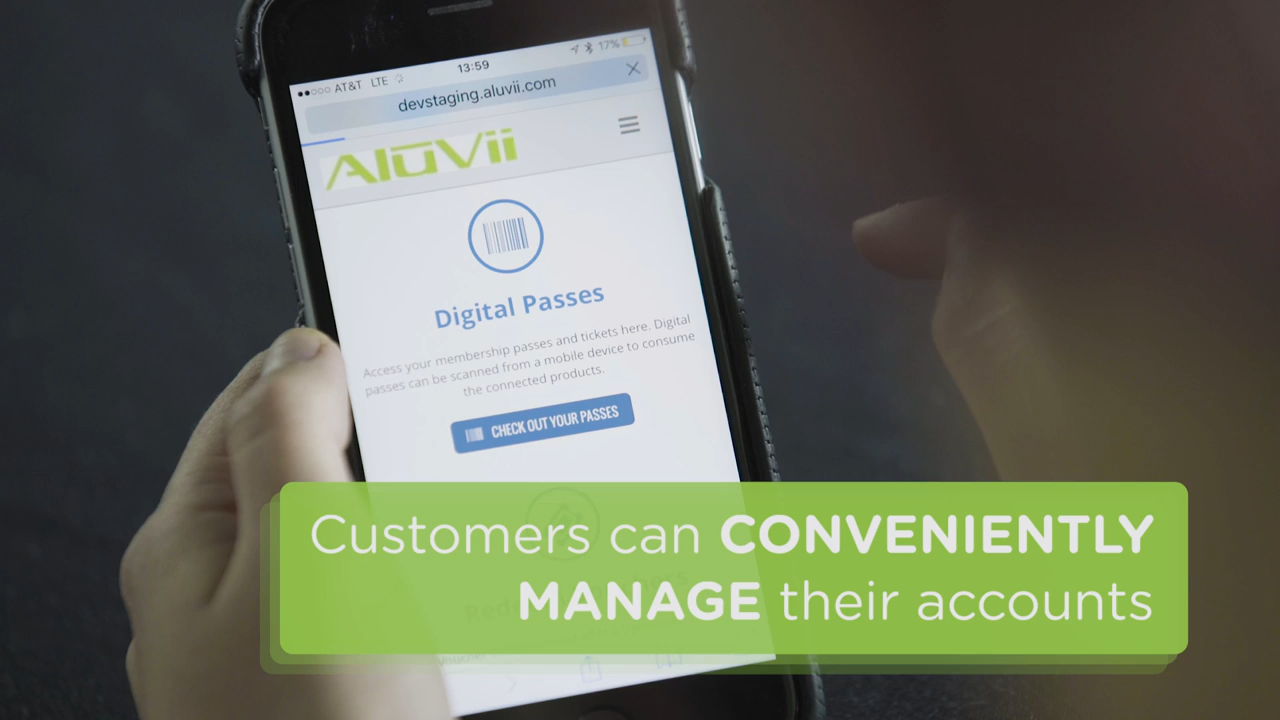 AT&T LTE 13:59 17%
devstaging.aluvii.com
AlūVii
Digital Passes
Access your membership passes and tickets here. Digital
passes can be scanned from a mobile device to consume
the connected products.
CHECK OUT YOUR PASSES
Customers can CONVENIENTLY
MANAGE their accounts